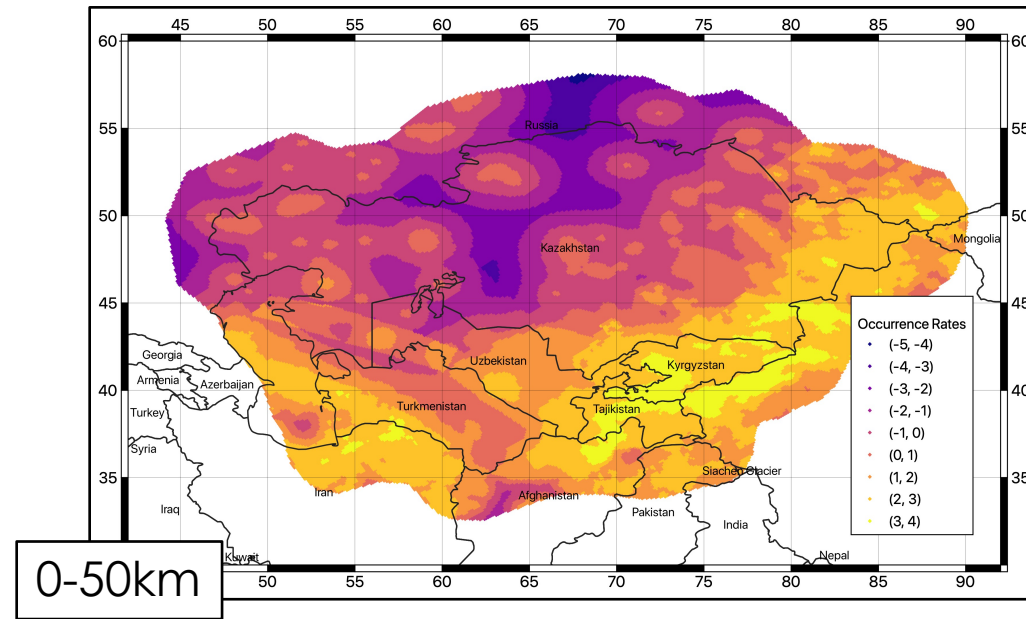 45 50 55 60 65 70 75 80 85 90
60 60
55 Russia 55
50 50
Mongolia
Kazakhstan
45 45
Occurrence Rates
(-5, -4)
(-4, -3)
(-3, -2)
(-2, -1)
(-1, 0)
(0, 1)
(1, 2)
(2, 3)
(3, 4)
Georgia
Uzbekistan
Kyrgyzstan
Armenia
Azerbaijan
40 40
Turkey
Turkmenistan
Tajikistan
Syria
Siachen Glacier
35 35
Iran
Afghanistan
Iraq
Pakistan
India
Kuwait
Nepal
50 55 60 65 70 75 80 85 90
0-50km